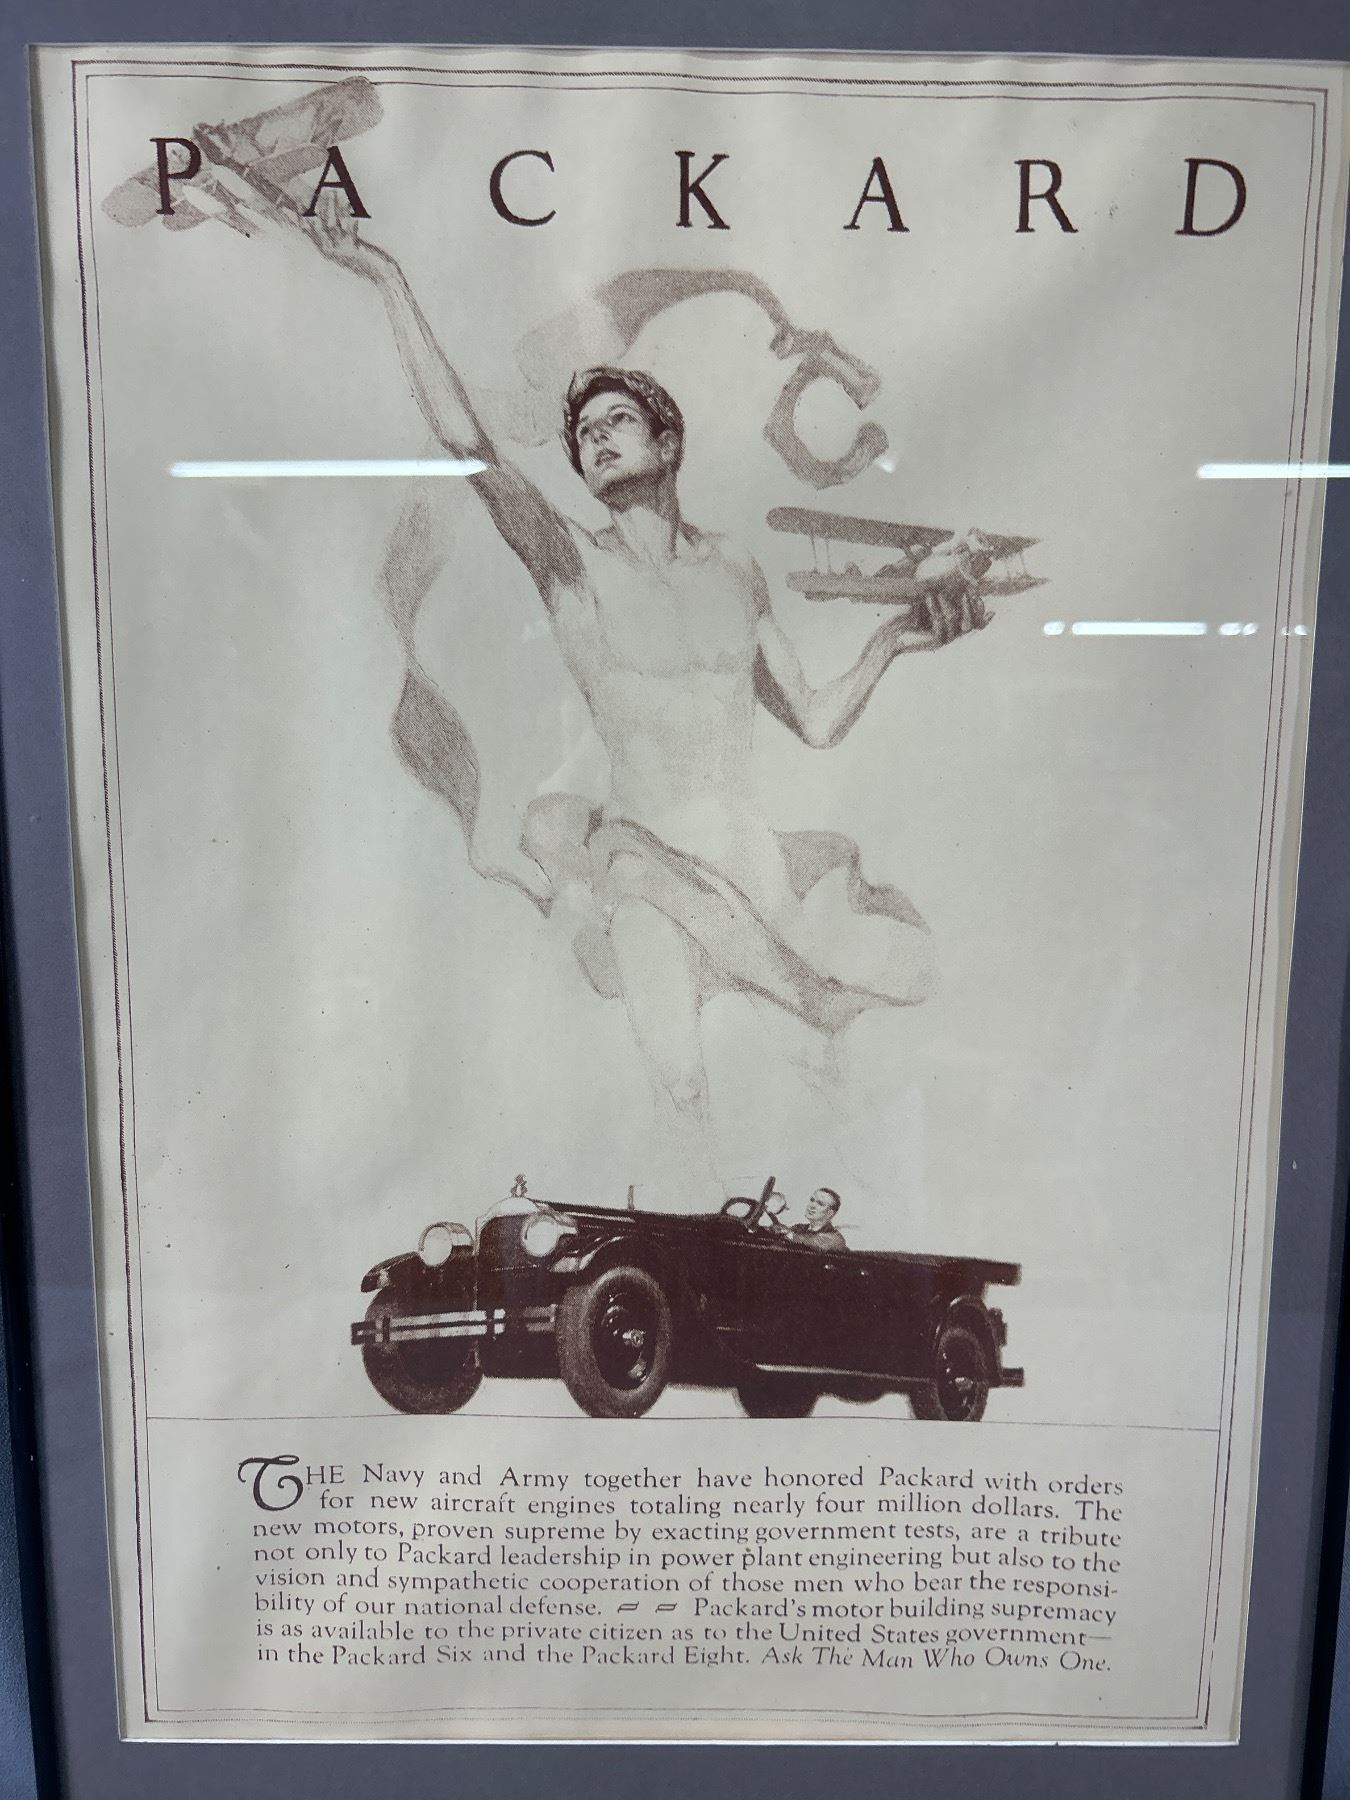 PACKARD
THE Navy and Army together have honored Packard with orders
for new aircraft engines totaling nearly four million dollars. The
new motors, proven supreme by exacting government tests, are a tribute
not only to Packard leadership in power plant engineering but also to the
vision and sympathetic cooperation of those men who bear the responsi-
bility of our national defense. Packard's motor building supremacy
is as available to the private citizen as to the United States government—
in the Packard Six and the Packard Eight. Ask The Man Who Owns One.